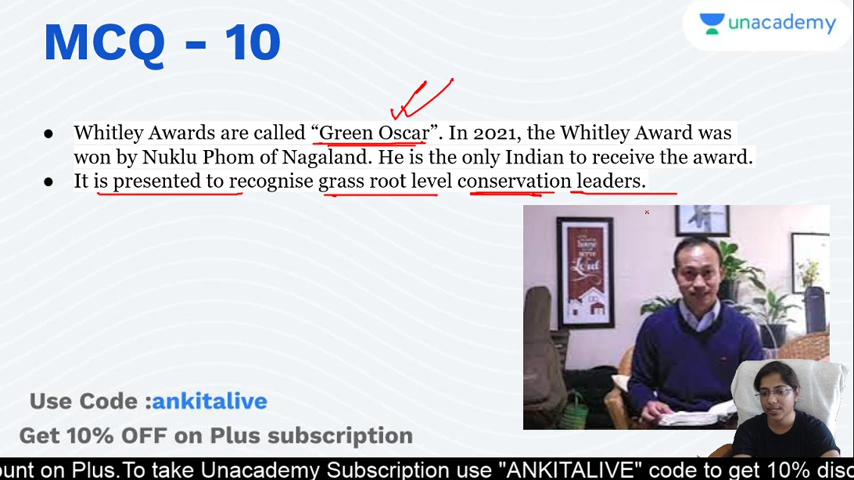 MCQ - 10
unacademy
● Whitley Awards are called “Green Oscar”. In 2021, the Whitley Award was
won by Nuklu Phom of Nagaland. He is the only Indian to receive the award.
● It is presented to recognise grass root level conservation leaders.
Use Code :ankitalive
Get 10% OFF on Plus subscription
ount on Plus.To take Unacademy Subscription use "ANKITALIVE" code to get 10% disc